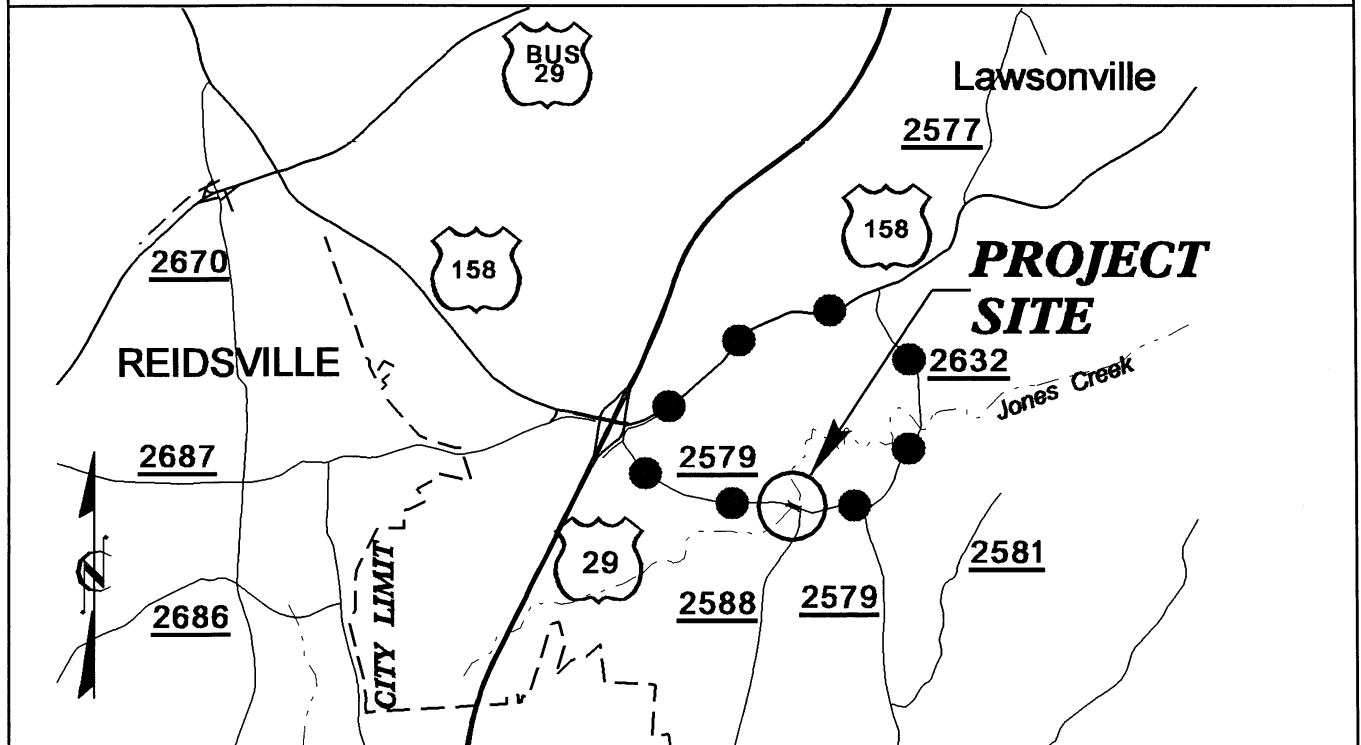 BUS
29
Lawsonville
2577
158
PROJECT
SITE
2670
158
REIDSVILLE
2632
Jones Creek
2687
2579
N
CITY LIMIT
29
2581
2588
2579
2686